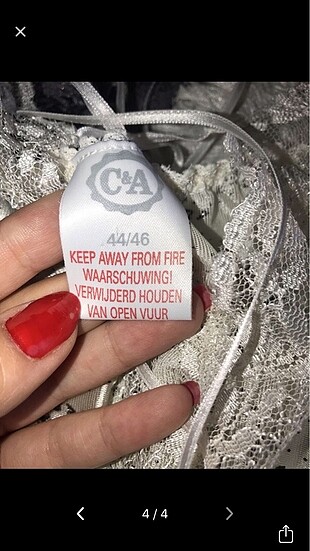 C&A
44/46
KEEP AWAY FROM FIRE
WAARSCHUWING!
VERWIJDERD HOUDEN
VAN OPEN VUUR
4 / 4